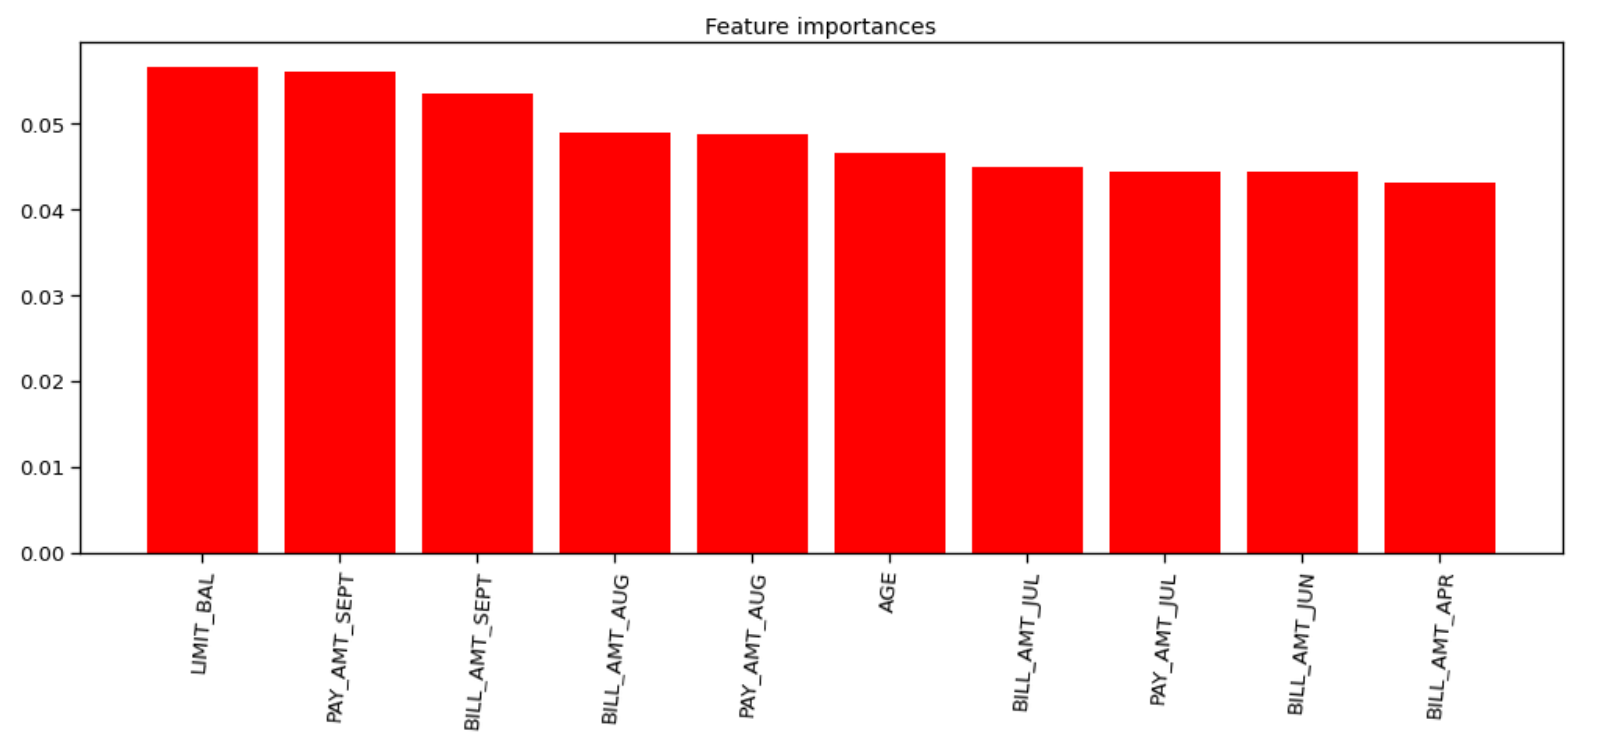 Feature importances
0.05
0.04
0.03
0.02
0.01
0.00
LIMIT_BAL
PAY_AMT_SEPT
BILL_AMT_SEPT
BILL_AMT_AUG
PAY_AMT_AUG
AGE
BILL_AMT_JUL
PAY_AMT_JUL
BILL_AMT_JUN
BILL_AMT_APR